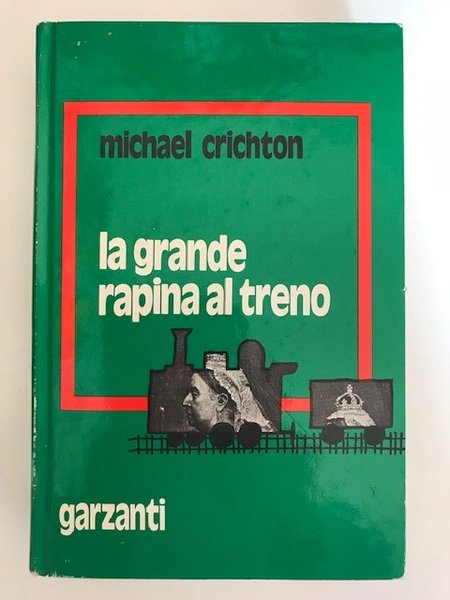 michael crichton
la grande
rapina al treno
garzanti